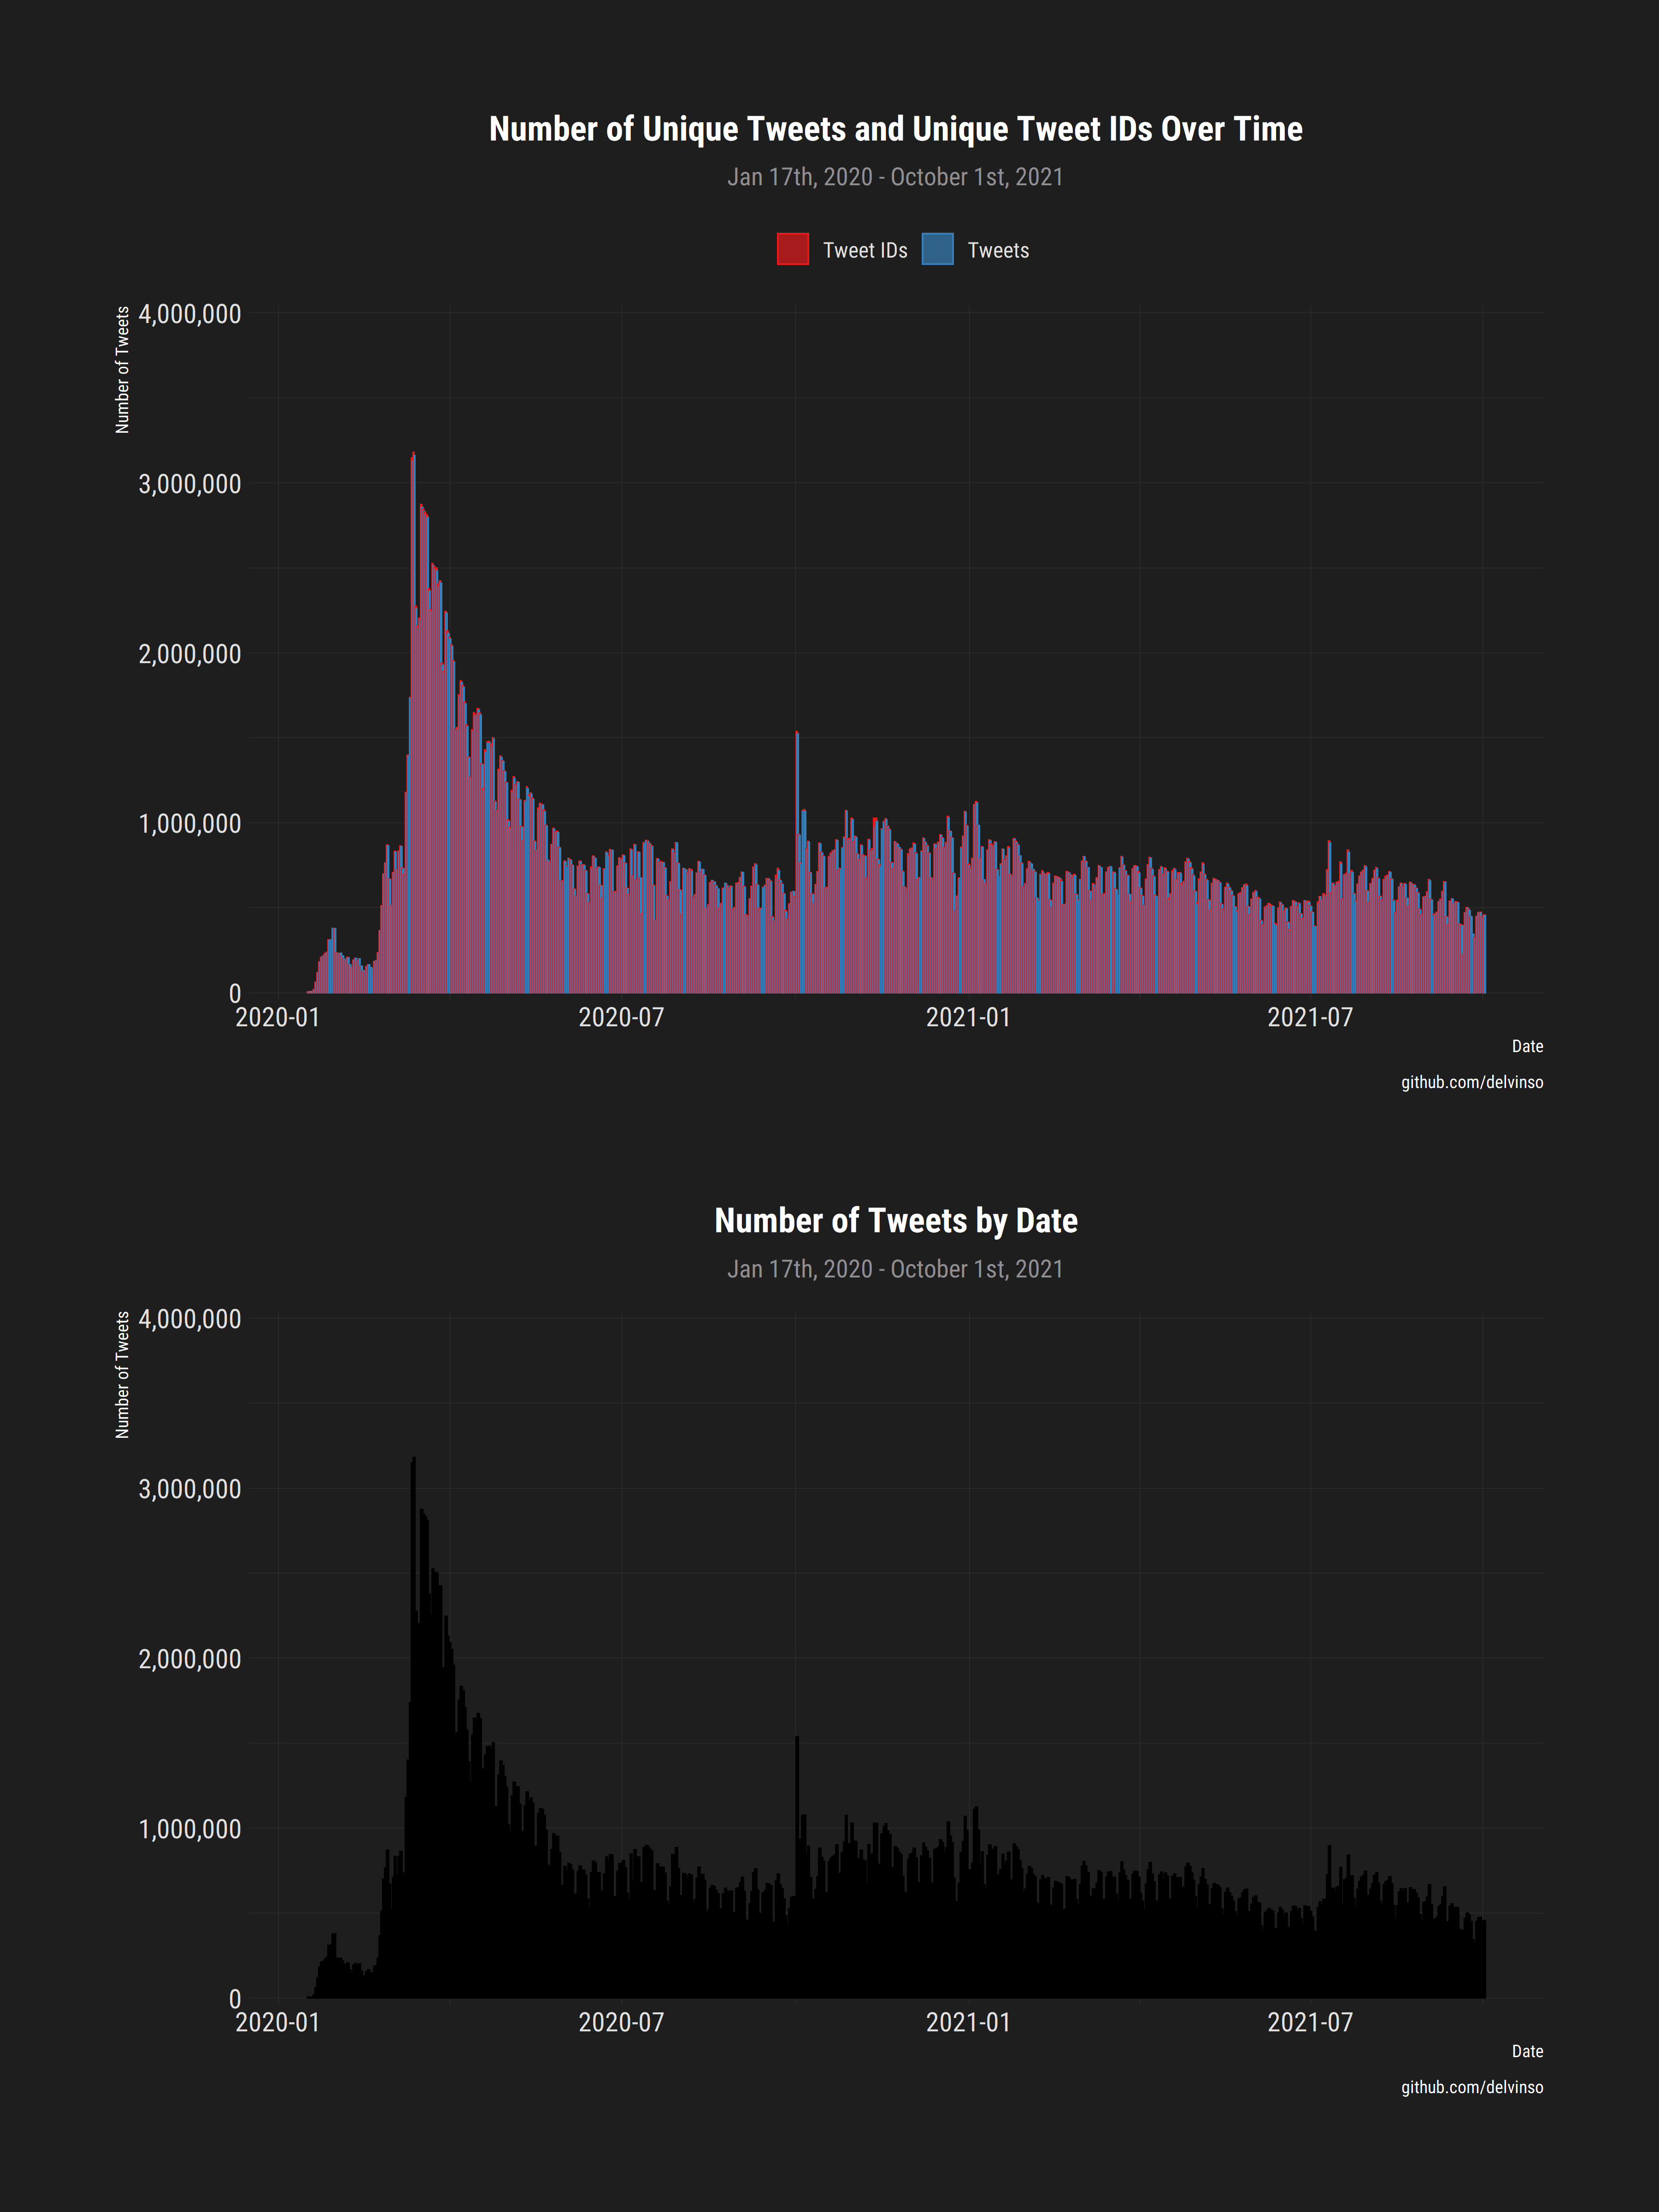 Number of Unique Tweets and Unique Tweet IDs Over Time
Jan 17th, 2020 - October 1st, 2021
Tweet IDs
Tweets
Number of Tweets
4,000,000
3,000,000
2,000,000
1,000,000
0
2020-01
2020-07
2021-01
2021-07
Date
github.com/delvinso
Number of Tweets by Date
Jan 17th, 2020 - October 1st, 2021
Number of Tweets
4,000,000
3,000,000
2,000,000
1,000,000
0
2020-01
2020-07
2021-01
2021-07
Date
github.com/delvinso